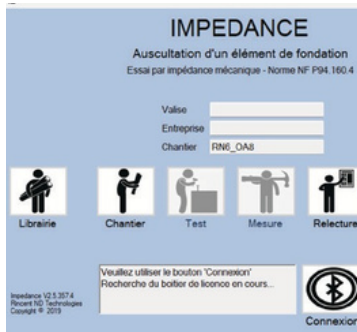 IMPEDANCE
Auscultation d'un élément de fondation
Essai par impédance mécanique - Norme NF P94.160.4
Valise
Entreprise
Chantier RN6_OA8
Librairie Chantier Test Mesure Relecture
Veuillez utiliser le bouton 'Connexion'
Recherche du boitier de licence en cours...
Impedance V2.5.357.4
Rincent ND Technologies
Copyright © 2019
Connexion